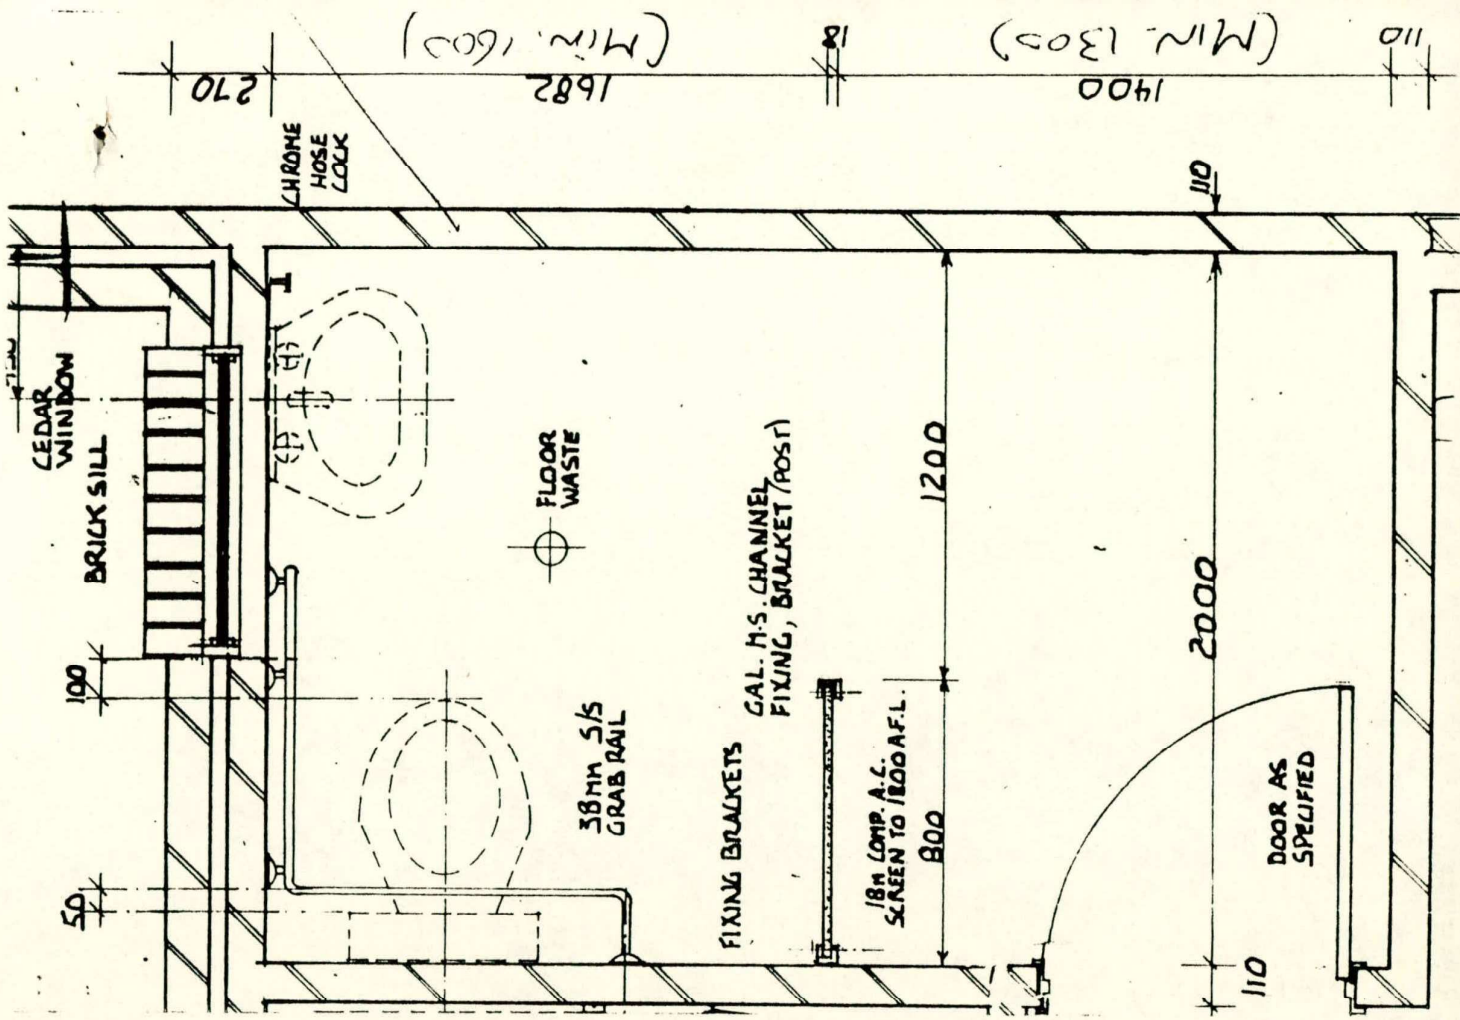 110
(MIN. 1300)
18
(MIN. 1600)
1400
1682
270
CHROME
HOSE
COCK
110
CEDAR
WINDOW
BRICK SILL
FLOOR
WASTE
1200
2000
GAL. M.S. CHANNEL
FIXING, BRACKET (POST)
100
38MM S/S
GRAB RAIL
FIXING BRACKETS
18M COMP. A.C.
SCREEN TO 1800 A.F.L.
800
DOOR AS
SPECIFIED
50
110